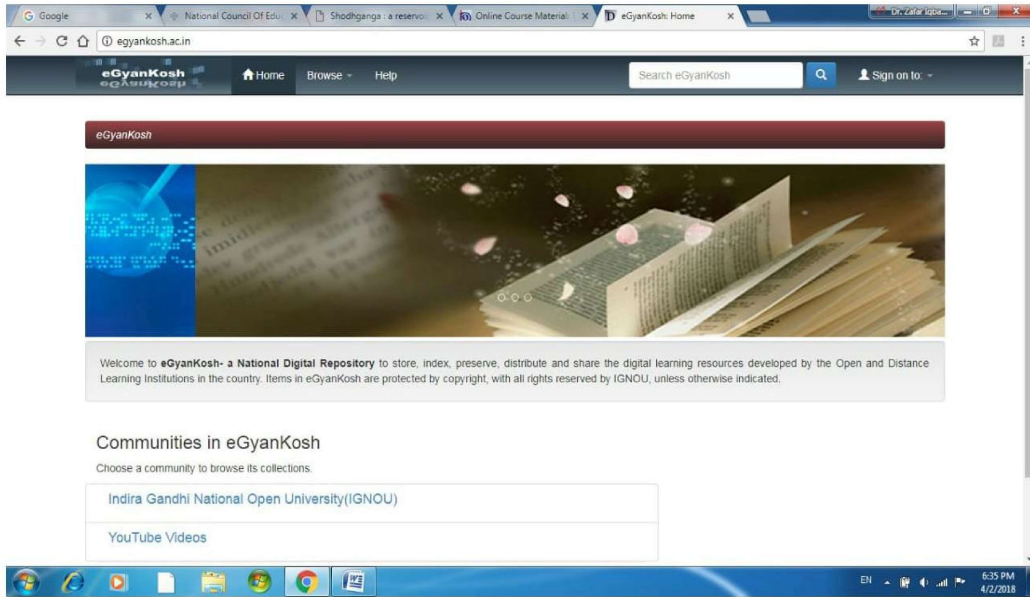 Google
National Council Of Edu
Shodhganga : a reservoi
Online Course Material
eGyanKosh: Home
Dr. Zafar Iqba...
egyankosh.ac.in
eGyanKosh
Home
Browse
Help
Search eGyanKosh
Sign on to:
eGyanKosh
Welcome to eGyanKosh- a National Digital Repository to store, index, preserve, distribute and share the digital learning resources developed by the Open and Distance
Learning Institutions in the country. Items in eGyanKosh are protected by copyright, with all rights reserved by IGNOU, unless otherwise indicated.
Communities in eGyanKosh
Choose a community to browse its collections.
Indira Gandhi National Open University(IGNOU)
YouTube Videos
EN
6:35 PM
4/2/2018